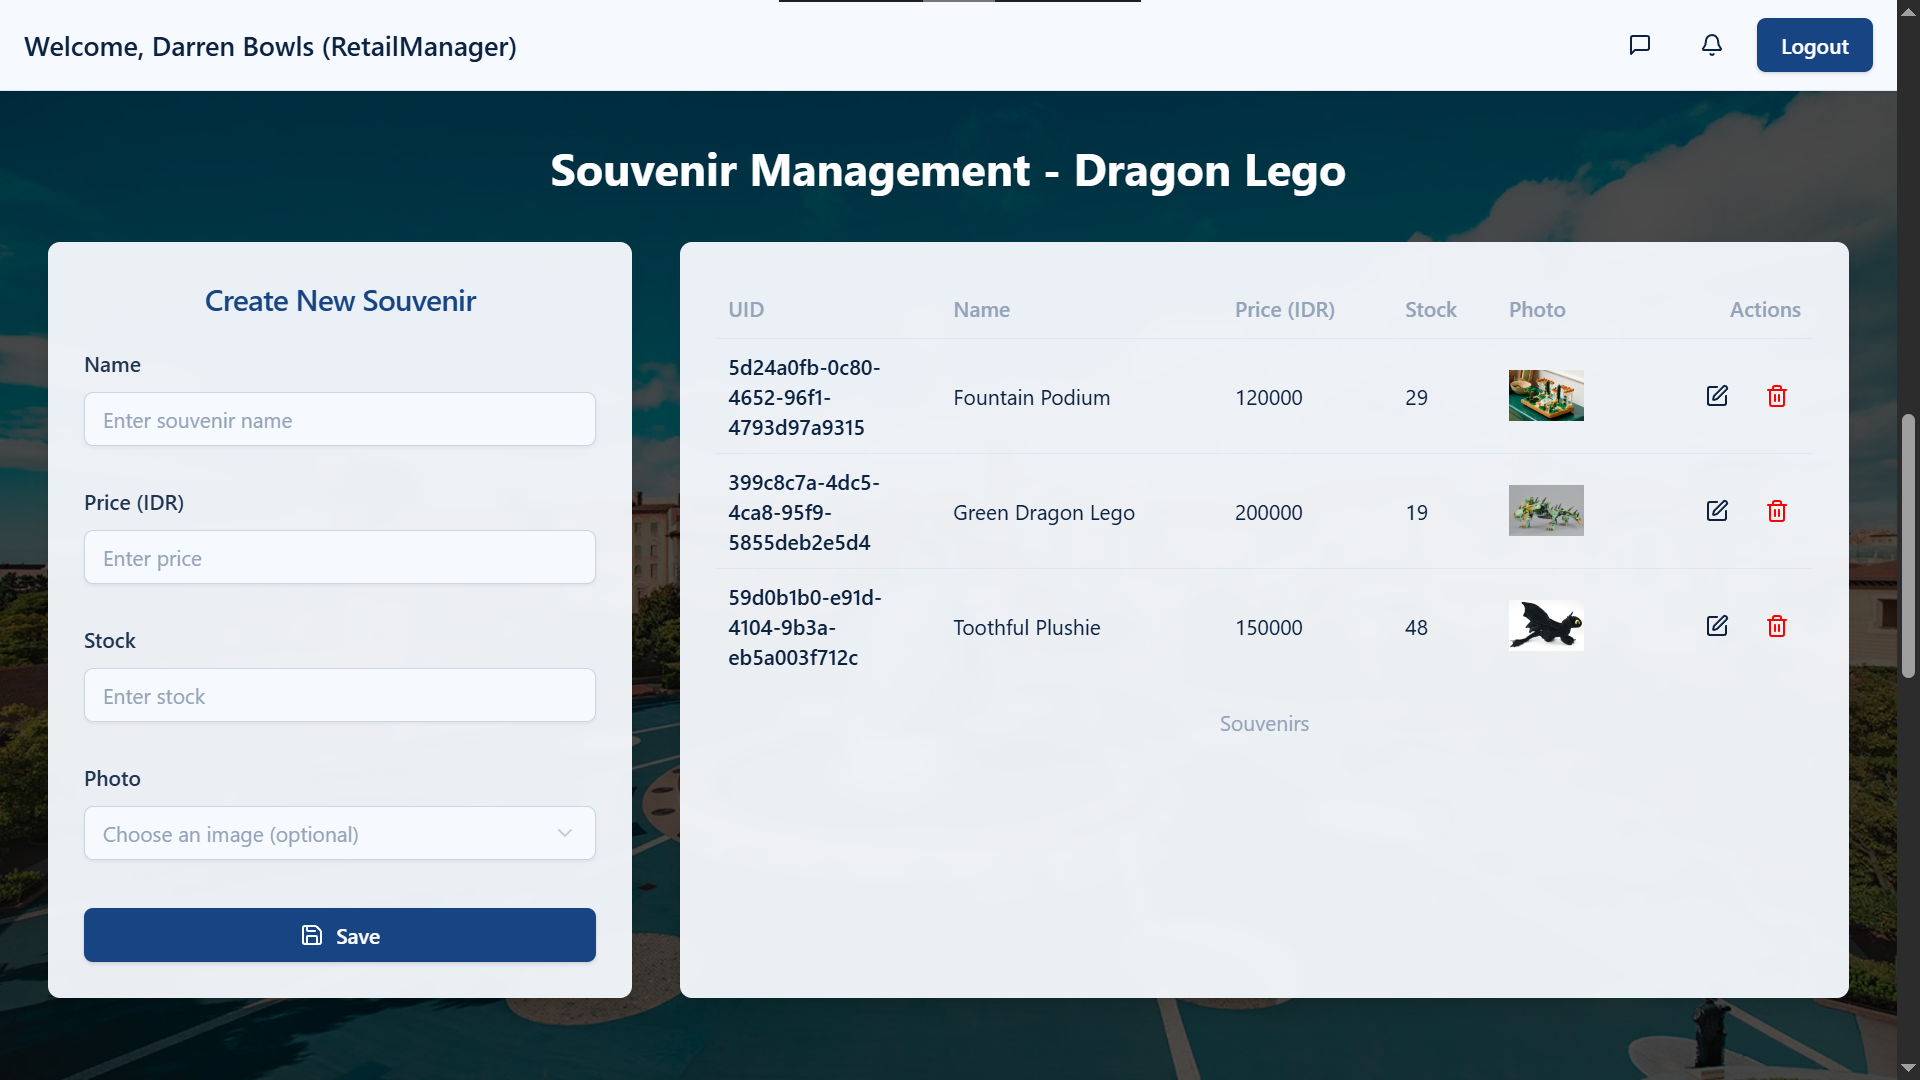 Welcome, Darren Bowls (RetailManager)
Logout
Souvenir Management - Dragon Lego
Create New Souvenir
Name
Enter souvenir name
Price (IDR)
Enter price
Stock
Enter stock
Photo
Choose an image (optional)
Save
UID Name Price (IDR) Stock Photo Actions
5d24a0fb-0c80-
4652-96f1-
4793d97a9315
Fountain Podium 120000 29
399c8c7a-4dc5-
4ca8-95f9-
5855deb2e5d4
Green Dragon Lego 200000 19
59d0b1b0-e91d-
4104-9b3a-
eb5a003f712c
Toothful Plushie 150000 48
Souvenirs